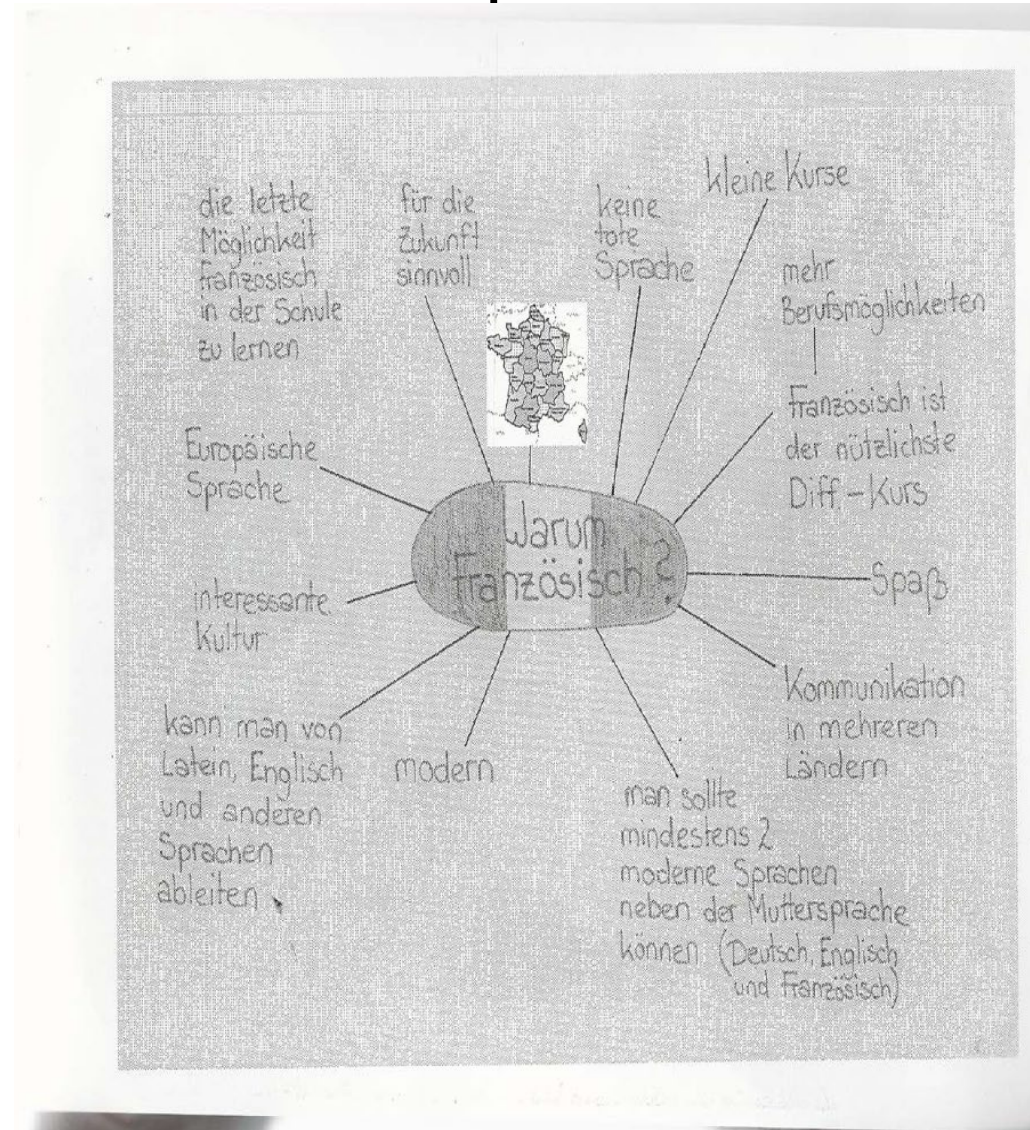 die letzte
Möglichkeit
Französisch
in der Schule
zu lernen
für die
Zukunft
sinnvoll
keine
tote
Sprache
kleine Kurse
mehr
Berufsmöglichkeiten
Französisch ist
der nützlichste
Diff.-Kurs
Europäische
Sprache
Warum
Französisch?
Spaß
interessante
Kultur
Kommunikation
in mehreren
Ländern
kann man von
Latein, Englisch
und anderen
Sprachen
ableiten
modern
man sollte
mindestens 2
moderne Sprachen
neben der Muttersprache
können (Deutsch, Englisch
und Französisch)